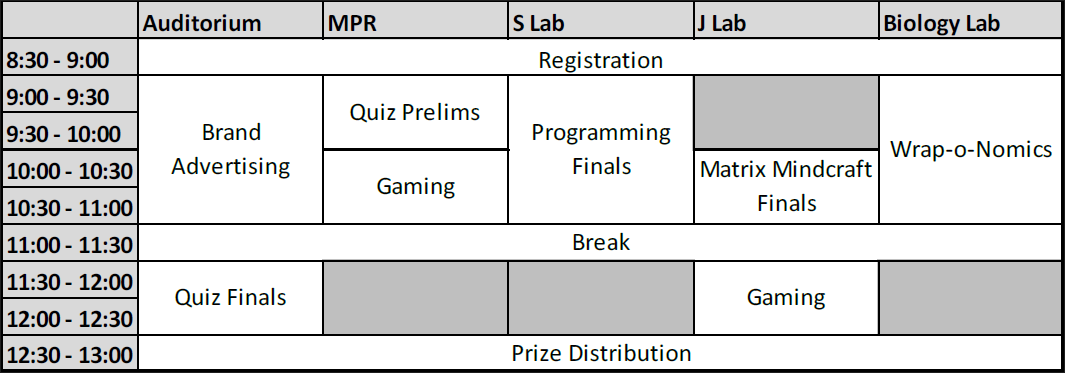 Auditorium MPR S Lab J Lab Biology Lab
8:30 - 9:00 Registration
9:00 - 9:30
9:30 - 10:00
10:00 - 10:30
10:30 - 11:00
Brand
Advertising
Quiz Prelims
Gaming
Programming
Finals
Matrix Mindcraft
Finals
Wrap-o-Nomics
11:00 - 11:30 Break
11:30 - 12:00
12:00 - 12:30
Quiz Finals
Gaming
12:30 - 13:00 Prize Distribution